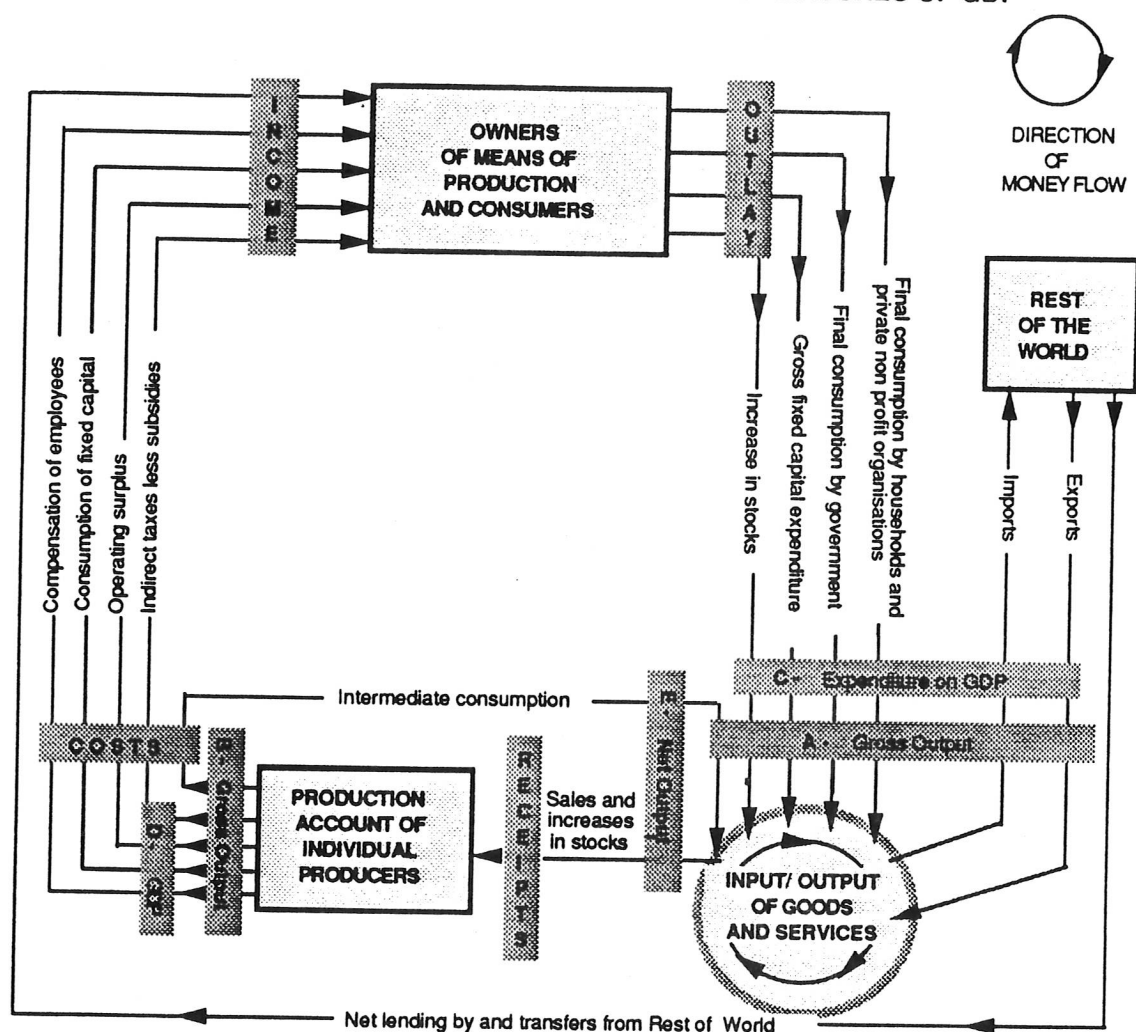 DIRECTION
OF
MONEY FLOW
INCOME
OWNERS
OF MEANS OF
PRODUCTION
AND CONSUMERS
OUTLAY
REST
OF THE
WORLD
Compensation of employees
Consumption of fixed capital
Operating surplus
Indirect taxes less subsidies
Increase in stocks
Gross fixed capital expenditure
Final consumption by government
Final consumption by households and
private non profit organisations
Imports
Exports
C - Expenditure on GDP
A - Gross Output
Intermediate consumption
E - Net Output
COSTS
B - Gross Output
D - GDP
PRODUCTION
ACCOUNT OF
INDIVIDUAL
PRODUCERS
RECEIPTS
Sales and
increases
in stocks
INPUT/ OUTPUT
OF GOODS
AND SERVICES
Net lending by and transfers from Rest of World